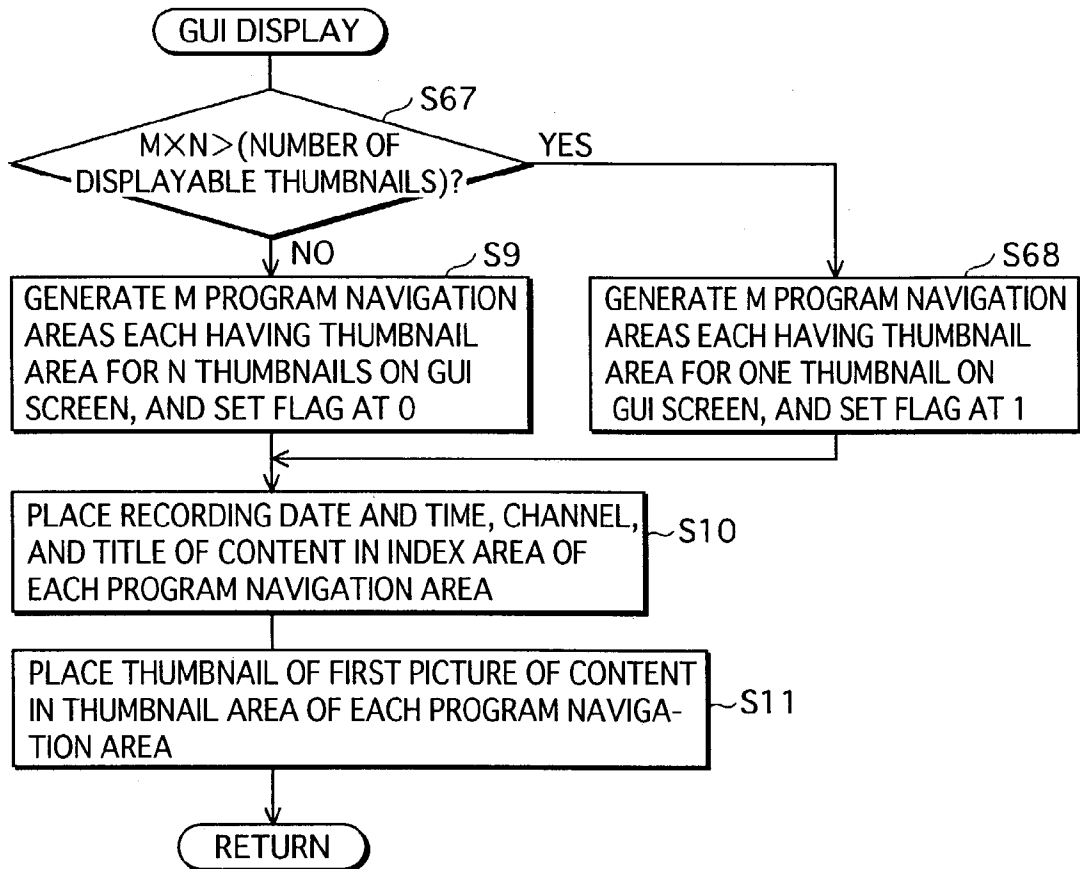 GUI DISPLAY
S67
M×N>(NUMBER OF
DISPLAYABLE THUMBNAILS)?
YES
NO
S9
GENERATE M PROGRAM NAVIGATION
AREAS EACH HAVING THUMBNAIL
AREA FOR N THUMBNAILS ON GUI
SCREEN, AND SET FLAG AT 0
S68
GENERATE M PROGRAM NAVIGATION
AREAS EACH HAVING THUMBNAIL
AREA FOR ONE THUMBNAIL ON
GUI SCREEN, AND SET FLAG AT 1
PLACE RECORDING DATE AND TIME, CHANNEL,
AND TITLE OF CONTENT IN INDEX AREA OF
EACH PROGRAM NAVIGATION AREA
S10
PLACE THUMBNAIL OF FIRST PICTURE OF CONTENT
IN THUMBNAIL AREA OF EACH PROGRAM NAVIGA-
TION AREA
S11
RETURN